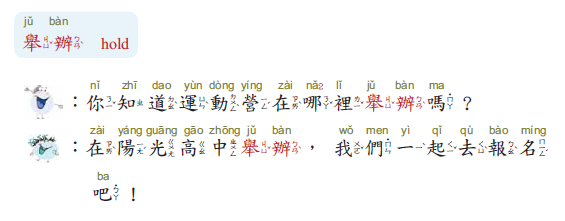 jǔ bàn
舉辦 hold
nǐ zhī dao yùn dòng yíng zài nǎ2 lǐ jǔ bàn ma
：你知道運動營在哪裡舉辦嗎？
zài yáng guāng gāo zhōng jǔ bàn wǒ men yì qǐ qù bào míng
：在陽光高中舉辦，我們一起去報名
ba
吧！